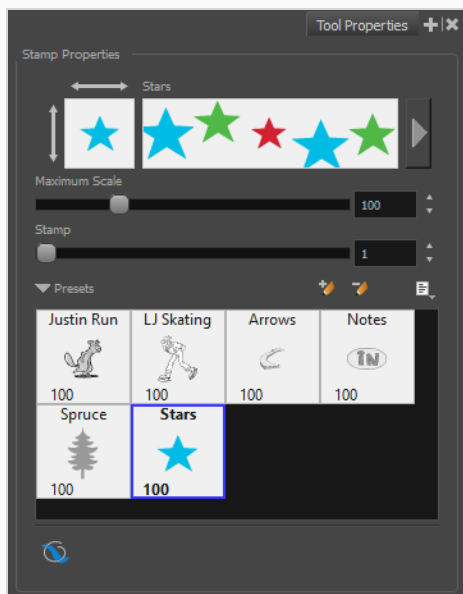 Tool Properties
Stamp Properties
Stars
Maximum Scale
100
Stamp
1
Presets
Justin Run LJ Skating Arrows Notes
IN
100 100 100 100
Spruce Stars
100 100